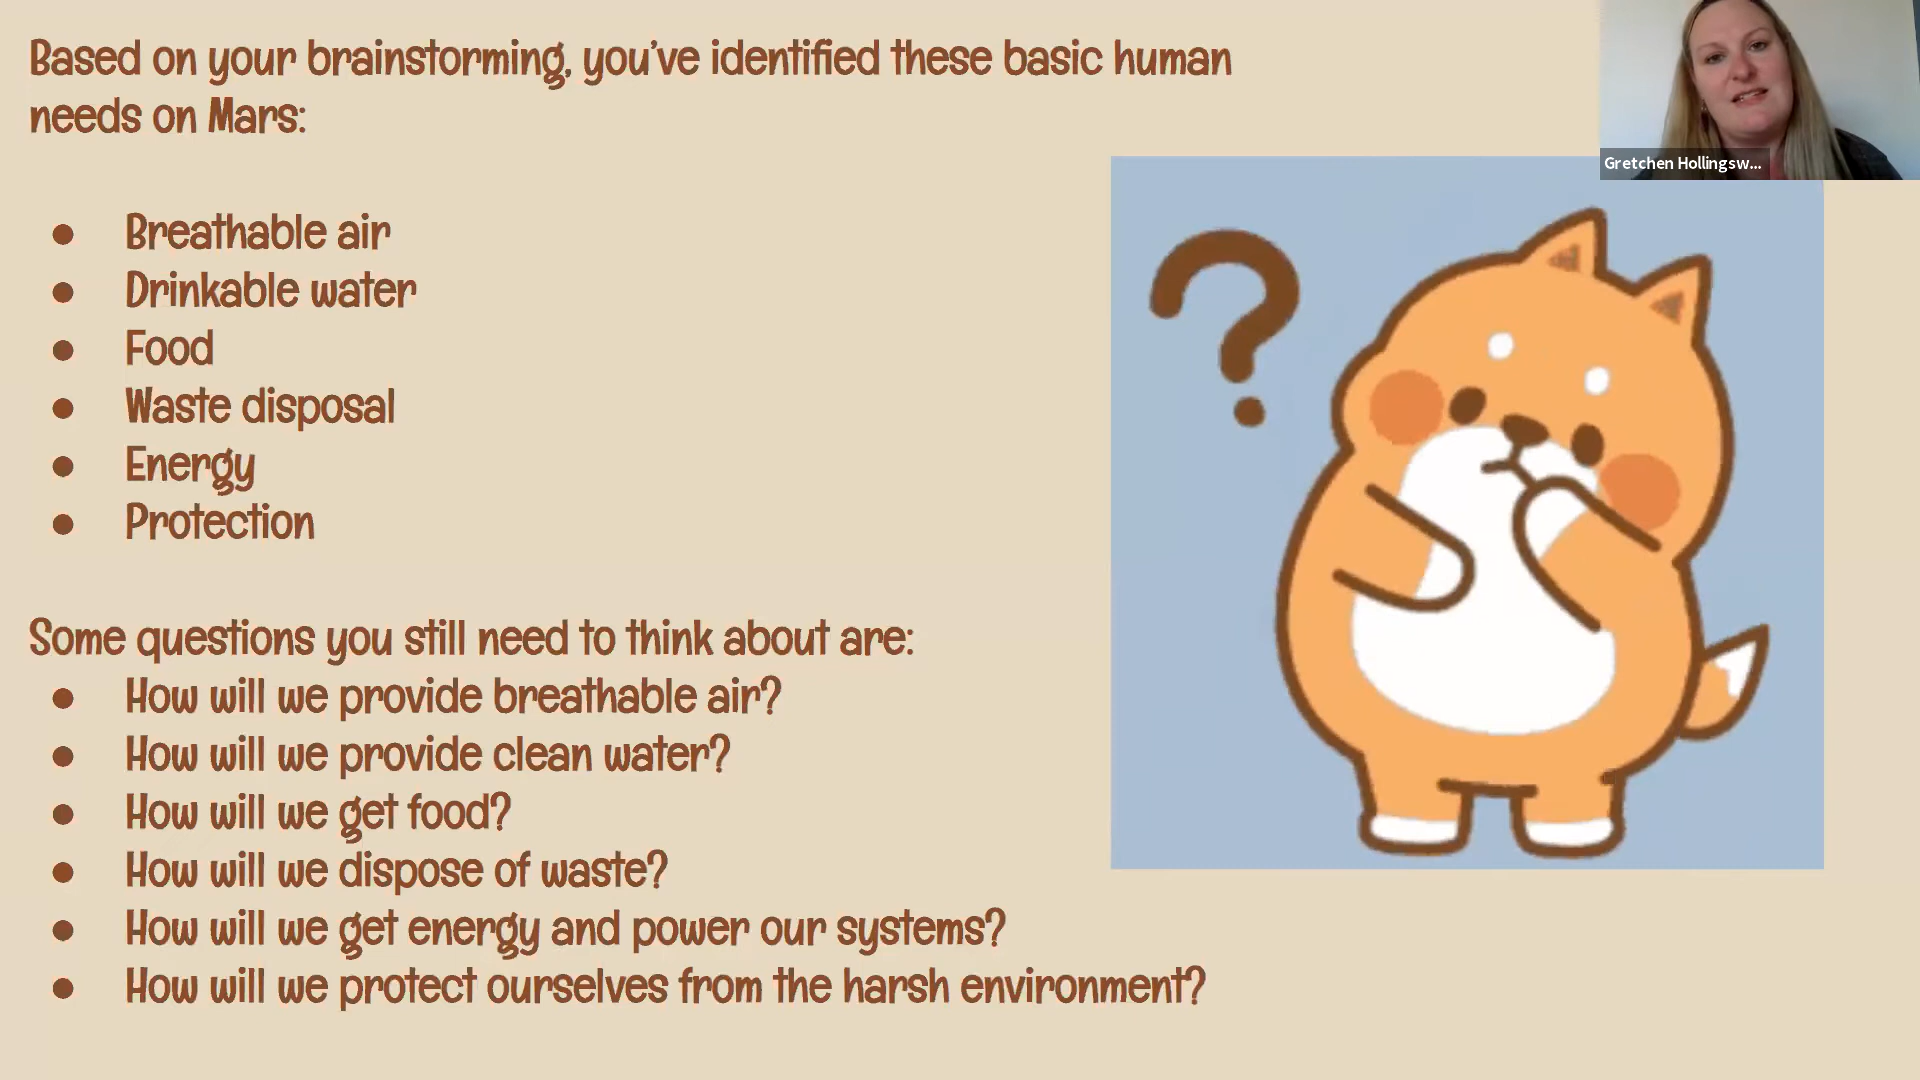 Based on your brainstorming, you've identified these basic human
needs on Mars:
● Breathable air
● Drinkable water
● Food
● Waste disposal
● Energy
● Protection
Some questions you still need to think about are:
● How will we provide breathable air?
● How will we provide clean water?
● How will we get food?
● How will we dispose of waste?
● How will we get energy and power our systems?
● How will we protect ourselves from the harsh environment?
?
Gretchen Hollingsw...